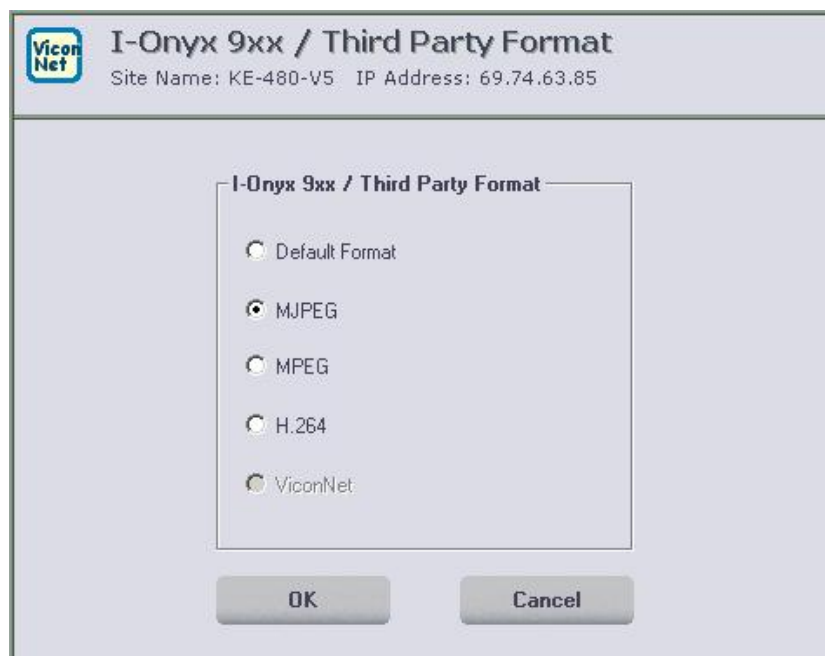 Vicon
Net
I-Onyx 9xx / Third Party Format
Site Name: KE-480-V5 IP Address: 69.74.63.85
I-Onyx 9xx / Third Party Format
Default Format
MJPEG
MPEG
H.264
ViconNet
OK Cancel